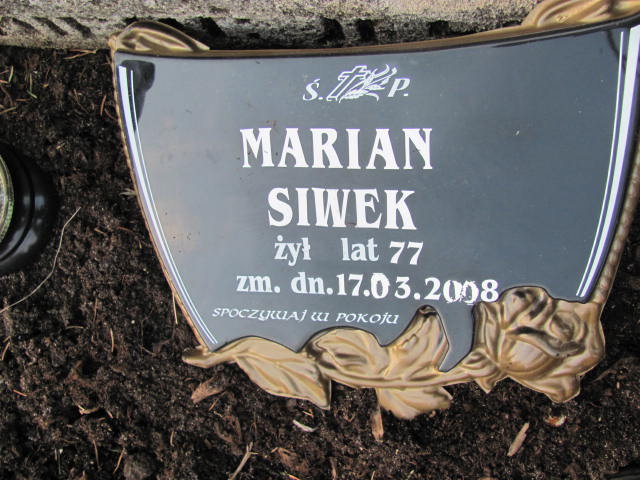 Ś. P.
MARIAN
SIWEK
żył lat 77
zm. dn.17.03.2008
SPOCZYWAJ W POKOJU